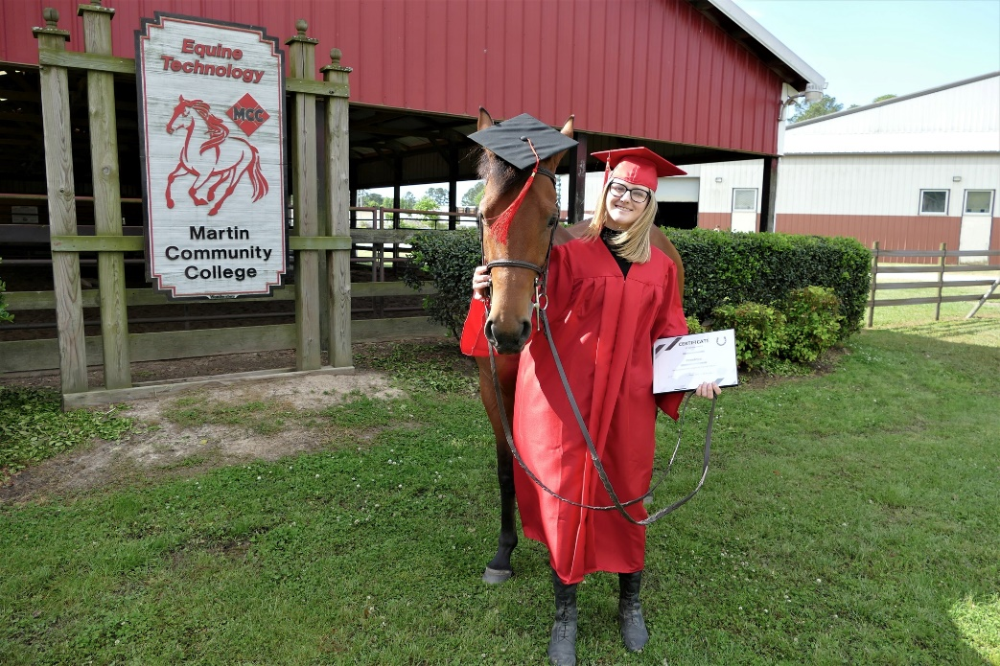 Equine
Technology
MCC
Martin
Community
College
CERTIFICATE